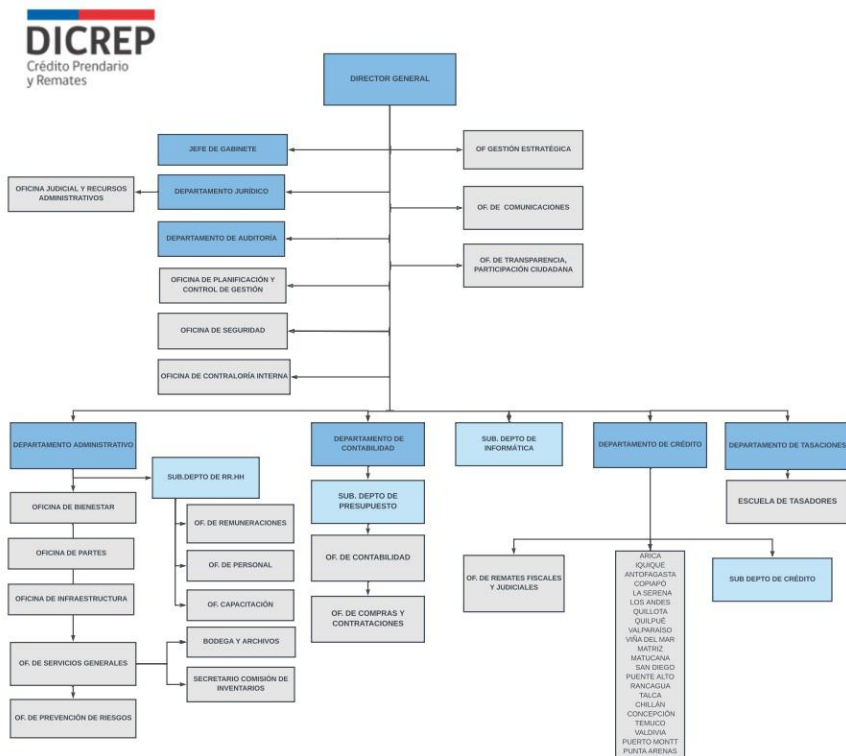 DICREP
Crédito Prendario
y Remates
DIRECTOR GENERAL
JEFE DE GABINETE
OF GESTIÓN ESTRATÉGICA
OFICINA JUDICIAL Y RECURSOS
ADMINISTRATIVOS
DEPARTAMENTO JURÍDICO
OF. DE COMUNICACIONES
DEPARTAMENTO DE AUDITORÍA
OF. DE TRANSPARENCIA,
PARTICIPACIÓN CIUDADANA
OFICINA DE PLANIFICACIÓN Y
CONTROL DE GESTIÓN
OFICINA DE SEGURIDAD
OFICINA DE CONTRALORÍA INTERNA
DEPARTAMENTO ADMINISTRATIVO
DEPARTAMENTO DE
CONTABILIDAD
SUB. DEPTO DE
INFORMÁTICA
DEPARTAMENTO DE CRÉDITO
DEPARTAMENTO DE TASACIONES
SUB.DEPTO DE RR.HH
SUB. DEPTO DE
PRESUPUESTO
ESCUELA DE TASADORES
OFICINA DE BIENESTAR
OF. DE REMUNERACIONES
OFICINA DE PARTES
OF. DE PERSONAL
OF. DE CONTABILIDAD
OFICINA DE INFRAESTRUCTURA
OF. CAPACITACIÓN
OF. DE COMPRAS Y
CONTRATACIONES
OF. DE SERVICIOS GENERALES
BODEGA Y ARCHIVOS
SECRETARIO COMISIÓN DE
INVENTARIOS
OF. DE PREVENCIÓN DE RIESGOS
OF. DE REMATES FISCALES
Y JUDICIALES
ARICA
IQUIQUE
ANTOFAGASTA
COPIAPÓ
LA SERENA
LOS ANDES
QUILLOTA
QUILPUÉ
VALPARAÍSO
VIÑA DEL MAR
MATRIZ
MATUCANA
SAN DIEGO
PUENTE ALTO
RANCAGUA
TALCA
CHILLÁN
CONCEPCIÓN
TEMUCO
VALDIVIA
PUERTO MONTT
PUNTA ARENAS
SUB DEPTO DE CRÉDITO